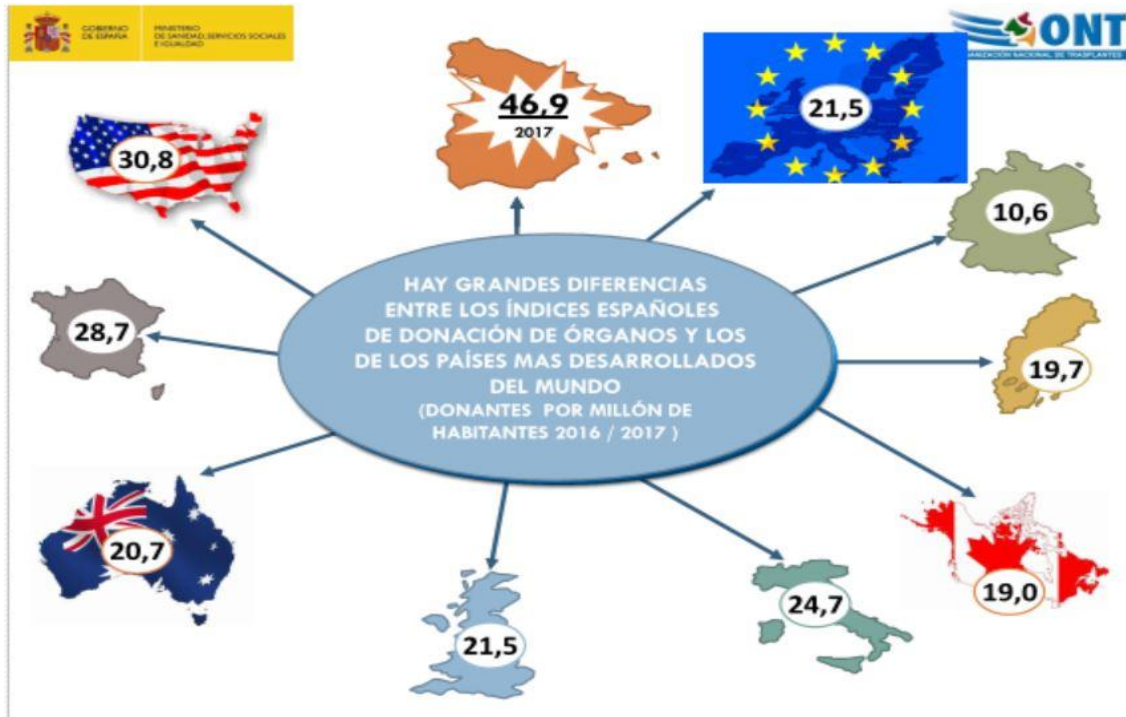 GOBIERNO
DE ESPAÑA
MINISTERIO
DE SANIDAD, SERVICIOS SOCIALES
E IGUALDAD
ONT
ORGANIZACIÓN NACIONAL DE TRASPLANTES
46,9
2017
21,5
30,8
10,6
28,7
19,7
HAY GRANDES DIFERENCIAS
ENTRE LOS ÍNDICES ESPAÑOLES
DE DONACIÓN DE ÓRGANOS Y LOS
DE LOS PAÍSES MAS DESARROLLADOS
DEL MUNDO
(DONANTES POR MILLÓN DE
HABITANTES 2016 / 2017 )
20,7
21,5
24,7
19,0